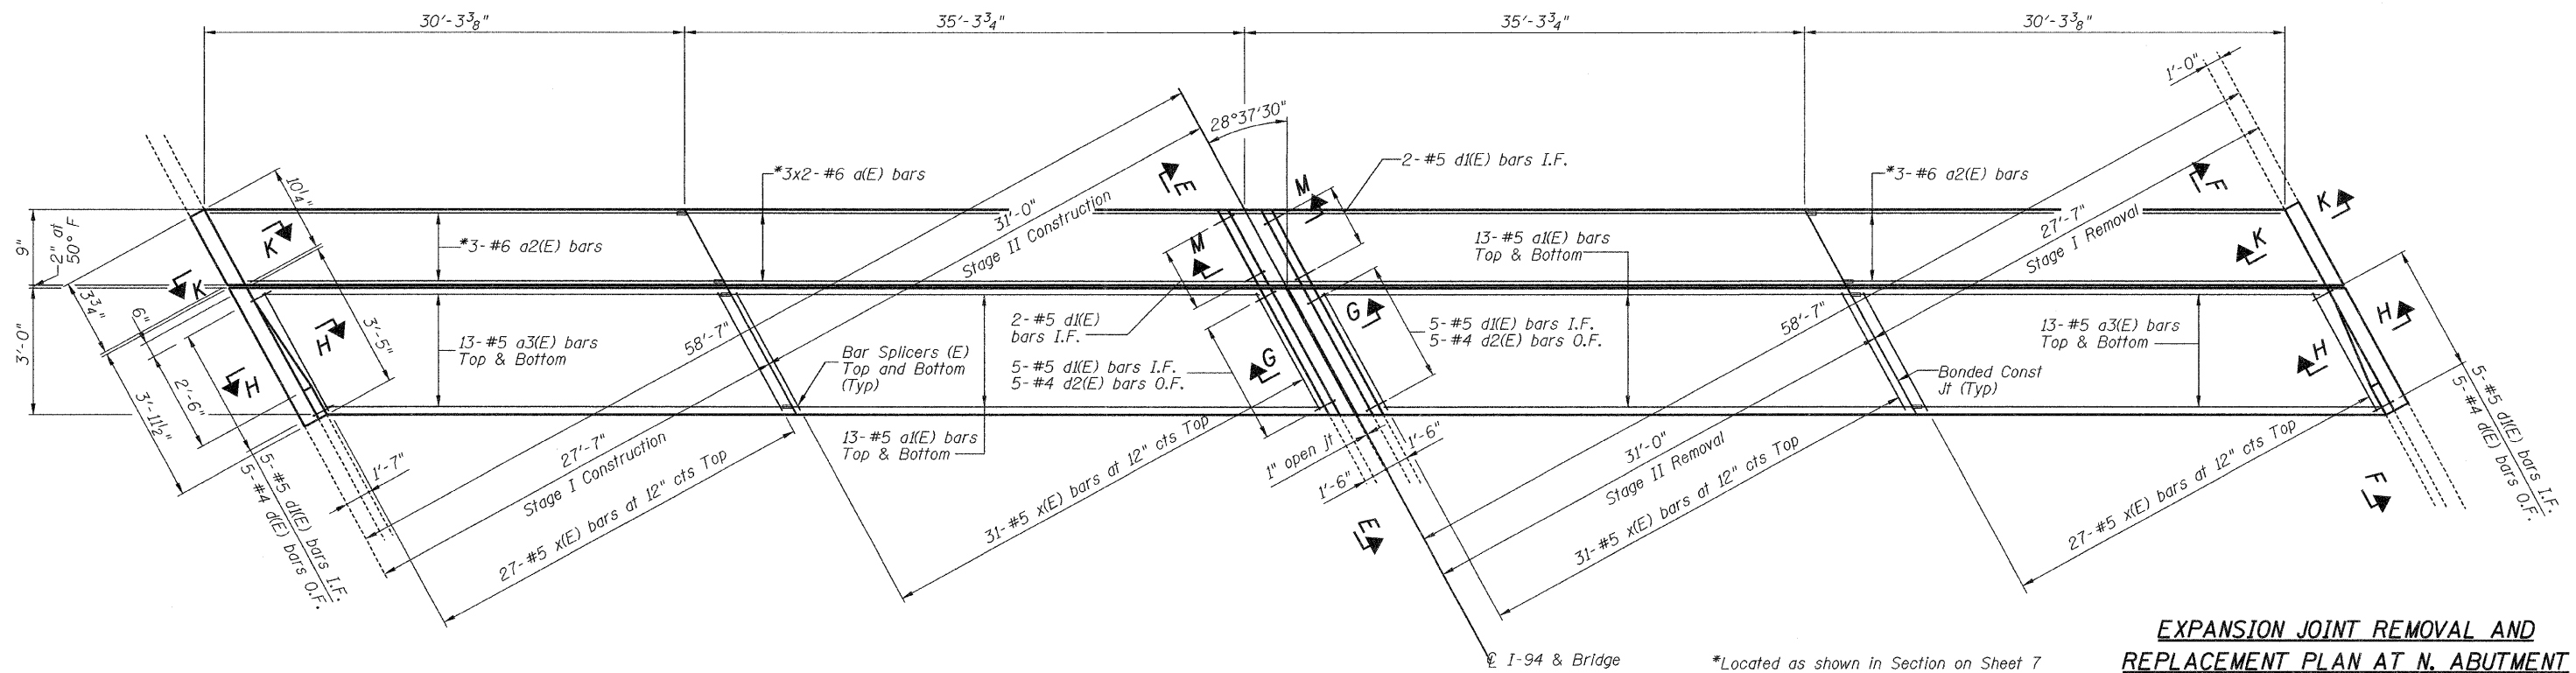 30'-3 3/8"
35'-3 3/4"
35'-3 3/4"
30'-3 3/8"
1'-0"
28°37'30"
2-#5 d1(E) bars I.F.
*3x2-#6 a(E) bars
*3-#6 a2(E) bars
10 1/4"
K
E
M
F
K
31'-0"
Stage II Construction
27'-7"
Stage I Removal
9"
2" at
50° F
*3-#6 a2(E) bars
13-#5 a1(E) bars
Top & Bottom
M
K
K
3 3/4"
6"
3'-0"
H
3'-5"
G
H
2'-6"
3'-11 1/2"
H
13-#5 a3(E) bars
Top & Bottom
58'-7"
2-#5 d1(E)
bars I.F.
5-#5 d1(E) bars I.F.
5-#4 d2(E) bars O.F.
58'-7"
13-#5 a3(E) bars
Top & Bottom
Bar Splicers (E)
Top and Bottom
(Typ)
5-#5 d1(E) bars I.F.
5-#4 d2(E) bars O.F.
G
Bonded Const
Jt (Typ)
H
5-#5 d1(E) bars I.F.
5-#4 d(E) bars O.F.
27'-7"
Stage I Construction
13-#5 a1(E) bars
Top & Bottom
1'-7"
5-#5 d1(E) bars I.F.
5-#4 d(E) bars O.F.
27-#5 x(E) bars at 12" cts Top
31-#5 x(E) bars at 12" cts Top
1" open jt
1'-6"
1'-6"
31'-0"
Stage II Removal
31-#5 x(E) bars at 12" cts Top
27-#5 x(E) bars at 12" cts Top
E
F
℄ I-94 & Bridge
*Located as shown in Section on Sheet 7
EXPANSION JOINT REMOVAL AND
REPLACEMENT PLAN AT N. ABUTMENT